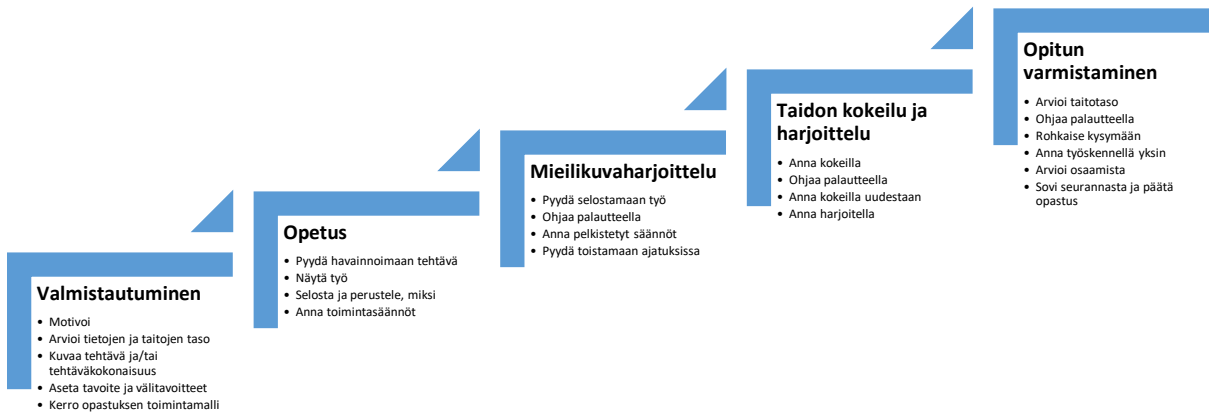 Valmistautuminen
• Motivoi
• Arvioi tietojen ja taitojen taso
• Kuvaa tehtävä ja/tai
tehtäväkokonaisuus
• Aseta tavoite ja välitavoitteet
• Kerro opastuksen toimintamalli
Opetus
• Pyydä havainnoimaan tehtävä
• Näytä työ
• Selosta ja perustele, miksi
• Anna toimintasäännöt
Mieilikuvaharjoittelu
• Pyydä selostamaan työ
• Ohjaa palautteella
• Anna pelkistetyt säännöt
• Pyydä toistamaan ajatuksissa
Taidon kokeilu ja
harjoittelu
• Anna kokeilla
• Ohjaa palautteella
• Anna kokeilla uudestaan
• Anna harjoitella
Opitun
varmistaminen
• Arvioi taitotaso
• Ohjaa palautteella
• Rohkaise kysymään
• Anna työskennellä yksin
• Arvioi osaamista
• Sovi seurannasta ja päätä
opastus